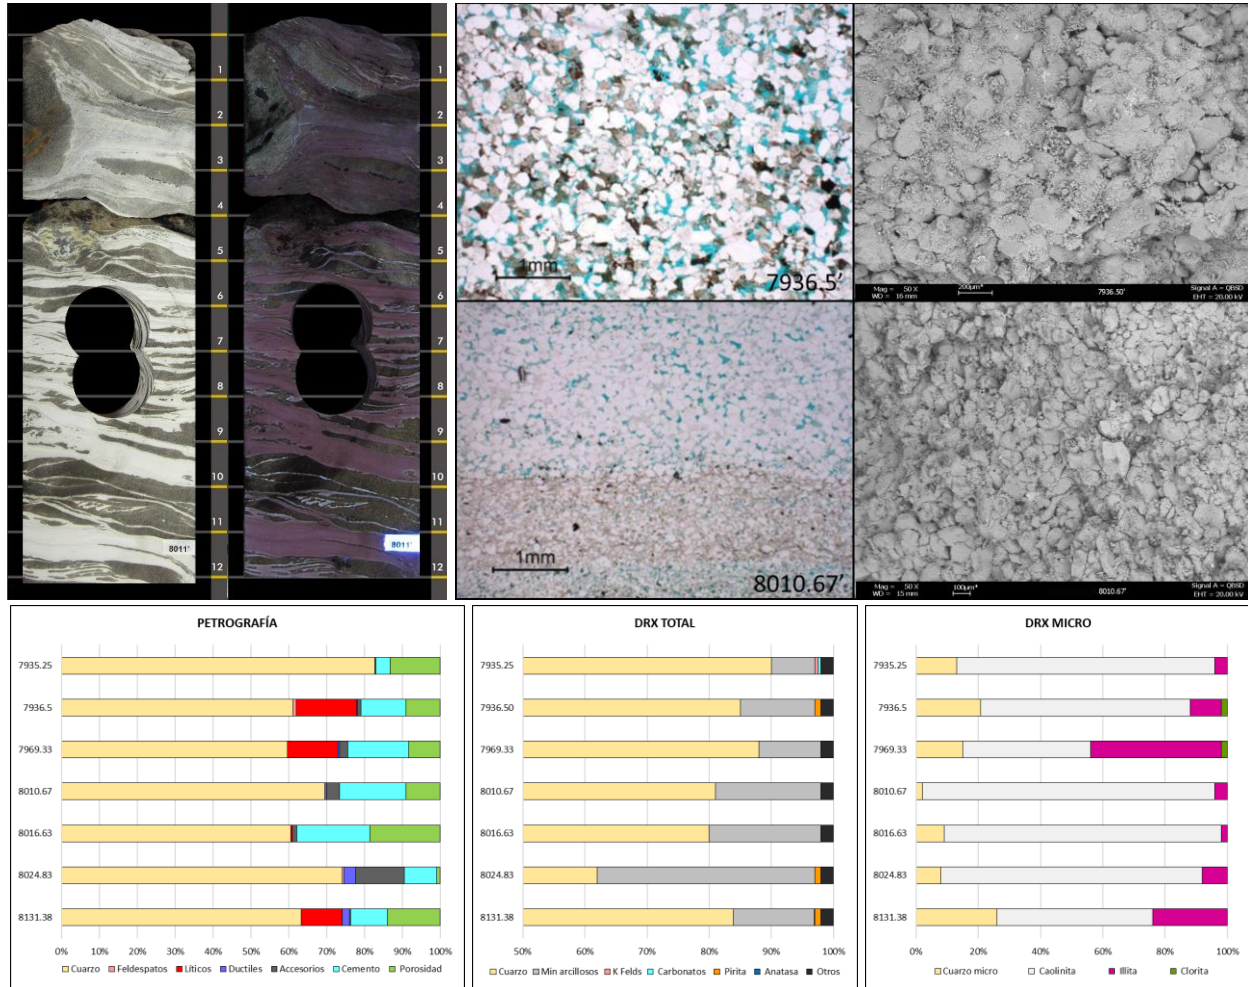 1
1
2
2
3
3
4
4
5
5
6
6
7
7
8
8
9
9
10
10
11
11
12
12
8011'
8011'
1mm
7936.5'
Mag = 50 X
WD = 16 mm
200µm*
7936.50'
Signal A = QBSD
EHT = 20.00 kV
1mm
8010.67'
Mag = 50 X
WD = 15 mm
100µm*
8010.67'
Signal A = QBSD
EHT = 20.00 kV
PETROGRAFÍA
7935.25
7936.5
7969.33
8010.67
8016.63
8024.83
8131.38
0% 10% 20% 30% 40% 50% 60% 70% 80% 90% 100%
Cuarzo Feldespatos Líticos Ductiles Accesorios Cemento Porosidad
DRX TOTAL
7935.25
7936.50
7969.33
8010.67
8016.63
8024.83
8131.38
50% 60% 70% 80% 90% 100%
Cuarzo Min arcillosos K Felds Carbonatos Pirita Anatasa Otros
DRX MICRO
7935.25
7936.5
7969.33
8010.67
8016.63
8024.83
8131.38
0% 20% 40% 60% 80% 100%
Cuarzo micro Caolinita Illita Clorita